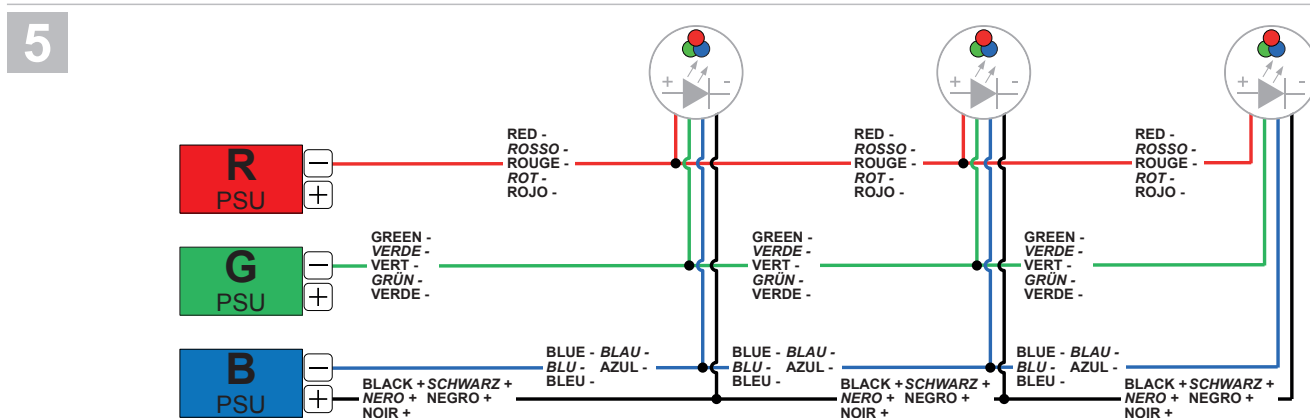 5
+ -
+ -
+ -
R
PSU
−
+
RED -
ROSSO -
ROUGE -
ROT -
ROJO -
RED -
ROSSO -
ROUGE -
ROT -
ROJO -
RED -
ROSSO -
ROUGE -
ROT -
ROJO -
G
PSU
−
+
GREEN -
VERDE -
VERT -
GRÜN -
VERDE -
GREEN -
VERDE -
VERT -
GRÜN -
VERDE -
GREEN -
VERDE -
VERT -
GRÜN -
VERDE -
B
PSU
−
+
BLUE - BLAU -
BLU - AZUL -
BLEU -
BLUE - BLAU -
BLU - AZUL -
BLEU -
BLUE - BLAU -
BLU - AZUL -
BLEU -
BLACK + SCHWARZ +
NERO + NEGRO +
NOIR +
BLACK + SCHWARZ +
NERO + NEGRO +
NOIR +
BLACK + SCHWARZ +
NERO + NEGRO +
NOIR +